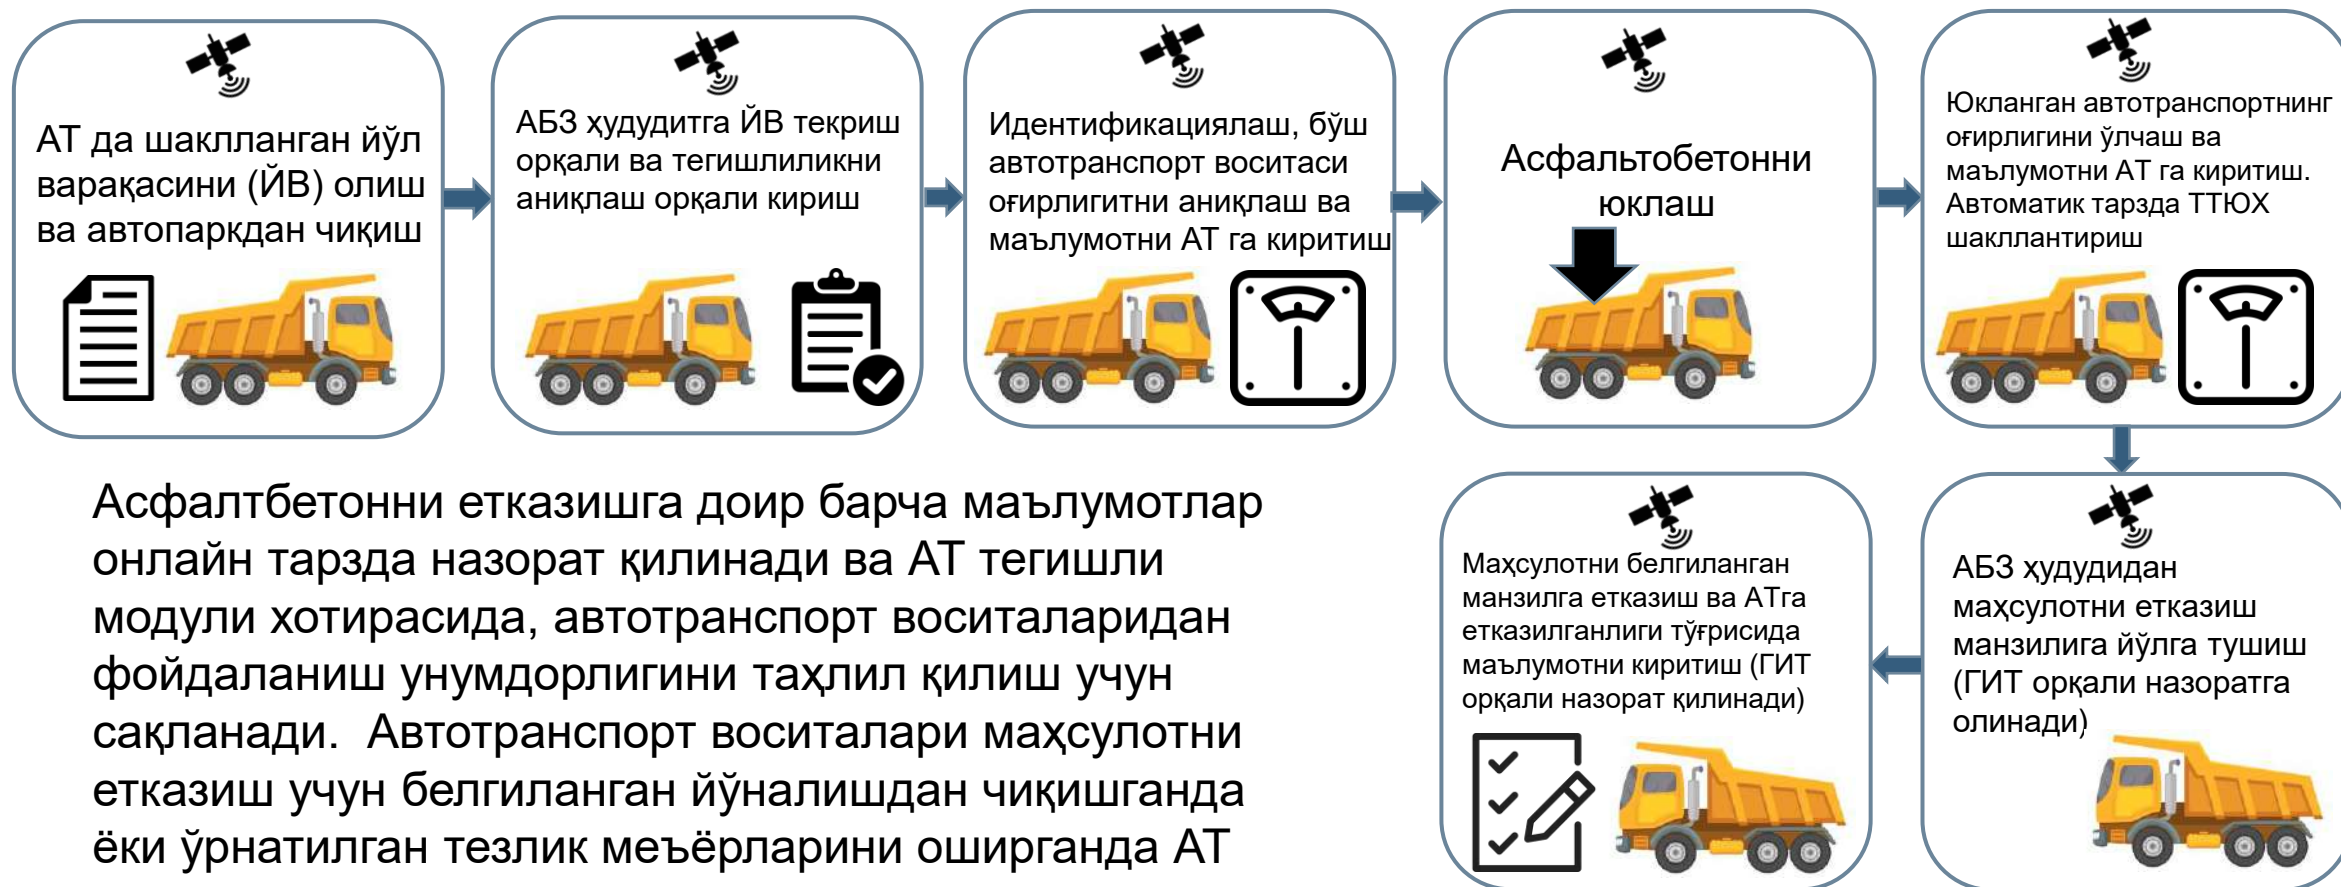 АТ да шаклланган йўл
варақасини (ЙВ) олиш
ва автопаркдан чиқиш
АБЗ ҳудудитга ЙВ текриш
орқали ва тегишлиликни
аниқлаш орқали кириш
Идентификациялаш, бўш
автотранспорт воситаси
оғирлигитни аниқлаш ва
маълумотни АТ га киритиш
Асфальтобетонни
юклаш
Юкланган автотранспортнинг
оғирлигини ўлчаш ва
маълумотни АТ га киритиш.
Автоматик тарзда ТТЮХ
шакллантириш
АБЗ ҳудудидан
маҳсулотни етказиш
манзилига йўлга тушиш
(ГИТ орқали назоратга
олинади)
Маҳсулотни белгиланган
манзилга етказиш ва АТга
етказилганлиги тўғрисида
маълумотни киритиш (ГИТ
орқали назорат қилинади)
Асфалтбетонни етказишга доир барча маълумотлар
онлайн тарзда назорат қилинади ва АТ тегишли
модули хотирасида, автотранспорт воситаларидан
фойдаланиш унумдорлигини таҳлил қилиш учун
сақланади.  Автотранспорт воситалари маҳсулотни
етказиш учун белгиланган йўналишдан чиқишганда
ёки ўрнатилган тезлик меъёрларини оширганда АТ